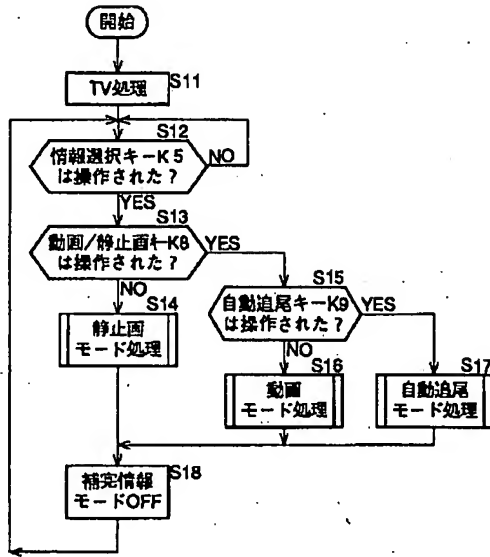 開始
TV処理
S11
S12
情報選択キーK5
は操作された？
NO
YES
S13
動画/静止画キーK8
は操作された？
YES
NO
S14
静止画
モード処理
S15
自動追尾キーK9
は操作された？
YES
NO
S16
動画
モード処理
S17
自動追尾
モード処理
S18
補完情報
モードOFF